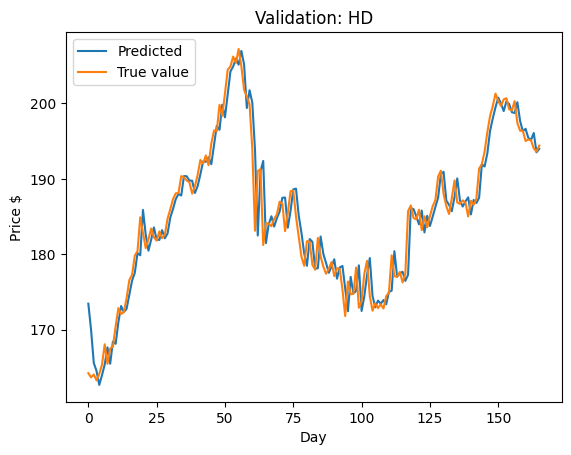 Validation: HD
Predicted
True value
Price $
200
190
180
170
0 25 50 75 100 125 150
Day